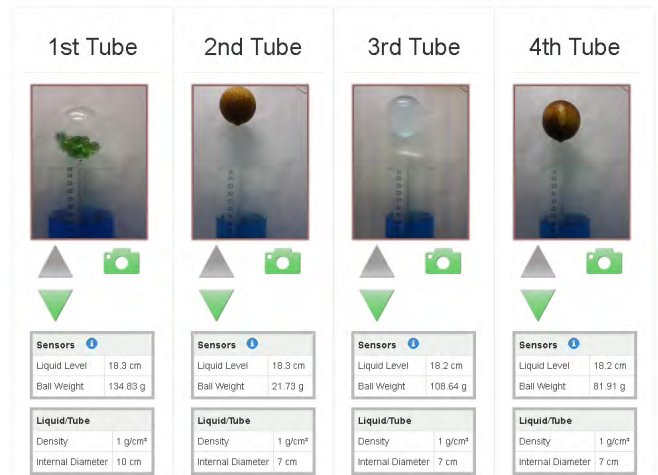 1st Tube
Sensors
Liquid Level 18.3 cm
Ball Weight 134.83 g
Liquid/Tube
Density 1 g/cm³
Internal Diameter 10 cm
2nd Tube
Sensors
Liquid Level 18.3 cm
Ball Weight 21.73 g
Liquid/Tube
Density 1 g/cm³
Internal Diameter 7 cm
3rd Tube
Sensors
Liquid Level 18.2 cm
Ball Weight 108.64 g
Liquid/Tube
Density 1 g/cm³
Internal Diameter 7 cm
4th Tube
Sensors
Liquid Level 18.2 cm
Ball Weight 81.91 g
Liquid/Tube
Density 1 g/cm³
Internal Diameter 7 cm